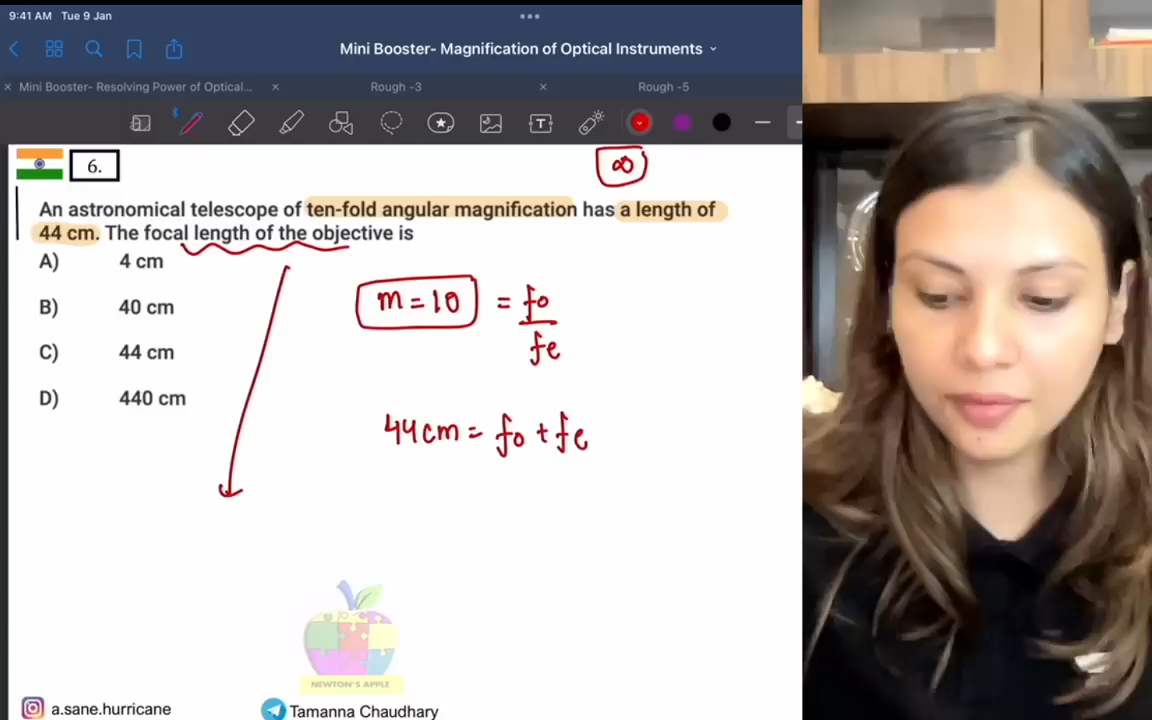 9:41 AM Tue 9 Jan
Mini Booster- Magnification of Optical Instruments
Mini Booster- Resolving Power of Optical...
Rough -3
Rough -5
6.
∞
An astronomical telescope of ten-fold angular magnification has a length of
44 cm. The focal length of the objective is
A) 4 cm
B) 40 cm
C) 44 cm
D) 440 cm
m = 10 = fo
fe
44 cm = fo + fe
NEWTON'S APPLE
a.sane.hurricane
Tamanna Chaudhary